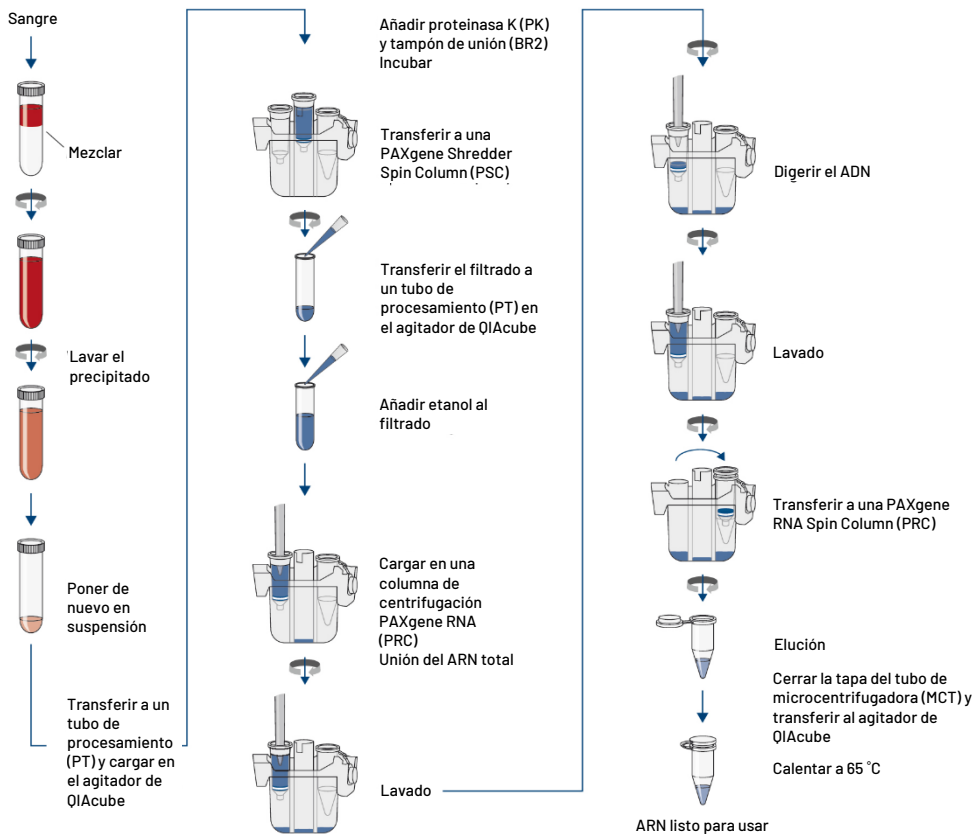 Sangre
Mezclar
Lavar el
precipitado
Poner de
nuevo en
suspensión
Transferir a un
tubo de
procesamiento
(PT) y cargar en
el agitador de
QIAcube
Añadir proteinasa K (PK)
y tampón de unión (BR2)
Incubar
Transferir a una
PAXgene Shredder
Spin Column (PSC)
Transferir el filtrado a
un tubo de
procesamiento (PT) en
el agitador de QIAcube
Añadir etanol al
filtrado
Cargar en una
columna de
centrifugación
PAXgene RNA
(PRC)
Unión del ARN total
Lavado
Digerir el ADN
Lavado
Transferir a una PAXgene
RNA Spin Column (PRC)
Elución
Cerrar la tapa del tubo de
microcentrifugadora (MCT) y
transferir al agitador de
QIAcube
Calentar a 65 ˚C
ARN listo para usar